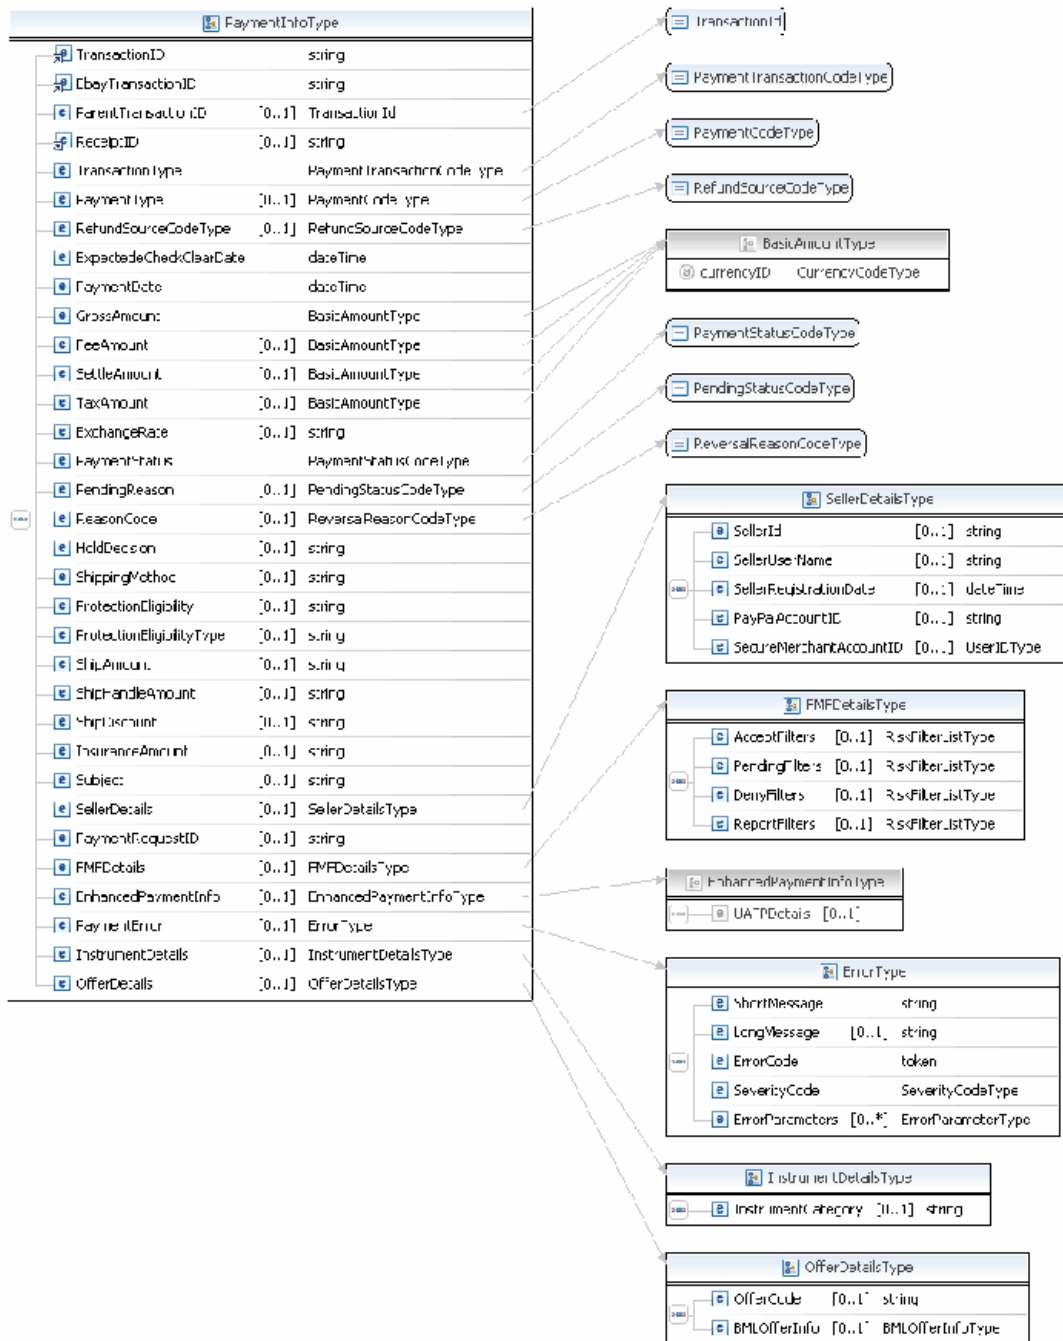 PaymentInfoType
TransactionID string
EbayTransactionID string
ParentTransactionID [0..1] TransactionId
ReceiptID [0..1] string
TransactionType PaymentTransactionCodeType
PaymentType [0..1] PaymentCodeType
RefundSourceCodeType [0..1] RefundSourceCodeType
ExpectedeCheckClearDate dateTime
PaymentDate dateTime
GrossAmount BasicAmountType
FeeAmount [0..1] BasicAmountType
SettleAmount [0..1] BasicAmountType
TaxAmount [0..1] BasicAmountType
ExchangeRate [0..1] string
PaymentStatus PaymentStatusCodeType
PendingReason [0..1] PendingStatusCodeType
ReasonCode [0..1] ReversalReasonCodeType
HoldDecision [0..1] string
ShippingMethod [0..1] string
ProtectionEligibility [0..1] string
ProtectionEligibilityType [0..1] string
ShipAmount [0..1] string
ShipHandleAmount [0..1] string
ShipDiscount [0..1] string
InsuranceAmount [0..1] string
Subject [0..1] string
SellerDetails [0..1] SellerDetailsType
PaymentRequestID [0..1] string
FMFDetails [0..1] FMFDetailsType
EnhancedPaymentInfo [0..1] EnhancedPaymentInfoType
PaymentError [0..1] ErrorType
InstrumentDetails [0..1] InstrumentDetailsType
OfferDetails [0..1] OfferDetailsType
TransactionId
PaymentTransactionCodeType
PaymentCodeType
RefundSourceCodeType
BasicAmountType
currencyID CurrencyCodeType
PaymentStatusCodeType
PendingStatusCodeType
ReversalReasonCodeType
SellerDetailsType
SellerId [0..1] string
SellerUserName [0..1] string
SellerRegistrationDate [0..1] dateTime
PayPalAccountID [0..1] string
SecureMerchantAccountID [0..1] UserIDType
FMFDetailsType
AcceptFilters [0..1] RiskFilterListType
PendingFilters [0..1] RiskFilterListType
DenyFilters [0..1] RiskFilterListType
ReportFilters [0..1] RiskFilterListType
EnhancedPaymentInfoType
UATPDetails [0..1]
ErrorType
ShortMessage string
LongMessage [0..1] string
ErrorCode token
SeverityCode SeverityCodeType
ErrorParameters [0..*] ErrorParameterType
InstrumentDetailsType
InstrumentCategory [0..1] string
OfferDetailsType
OfferCode [0..1] string
BMLOfferInfo [0..1] BMLOfferInfoType